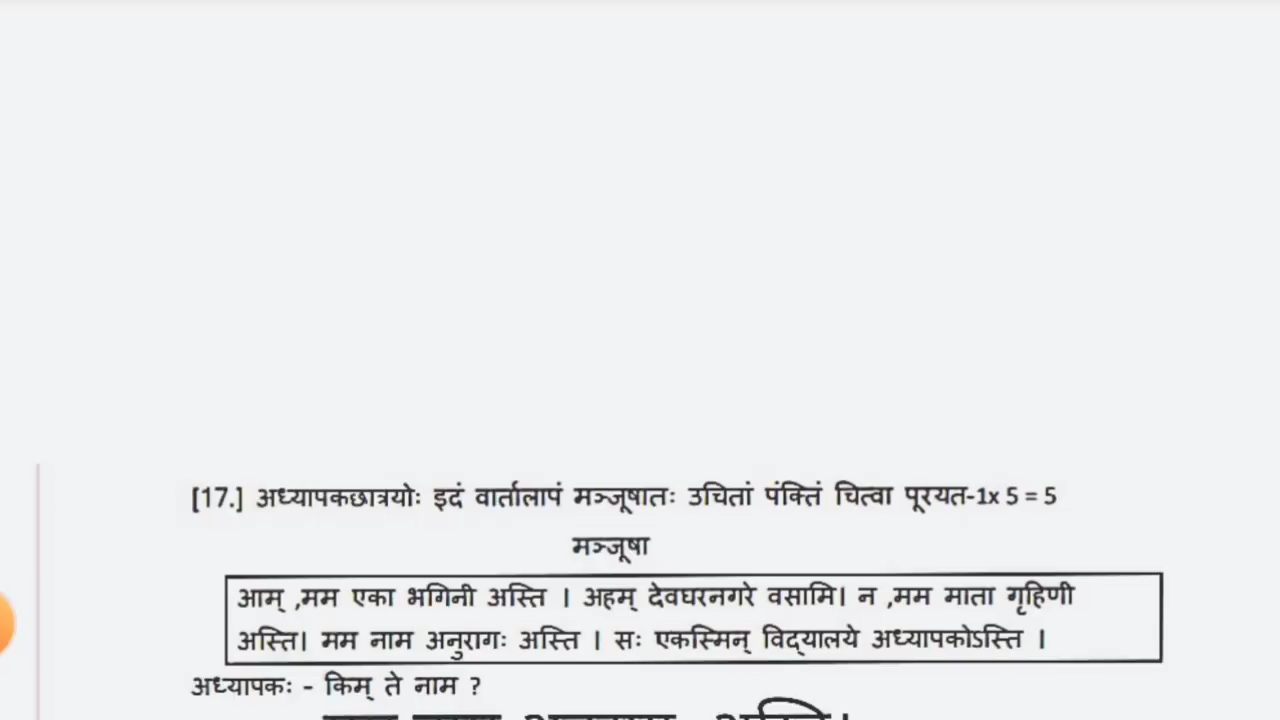 [17.] अध्यापकछात्रयोः इदं वार्तालापं मञ्जूषातः उचितां पंक्तिं चित्वा पूरयत-1x 5 = 5
मञ्जूषा
आम् ,मम एका भगिनी अस्ति । अहम् देवघरनगरे वसामि। न ,मम माता गृहिणी
अस्ति। मम नाम अनुरागः अस्ति । सः एकस्मिन् विद्यालये अध्यापकोऽस्ति ।
अध्यापकः - किम् ते नाम ?